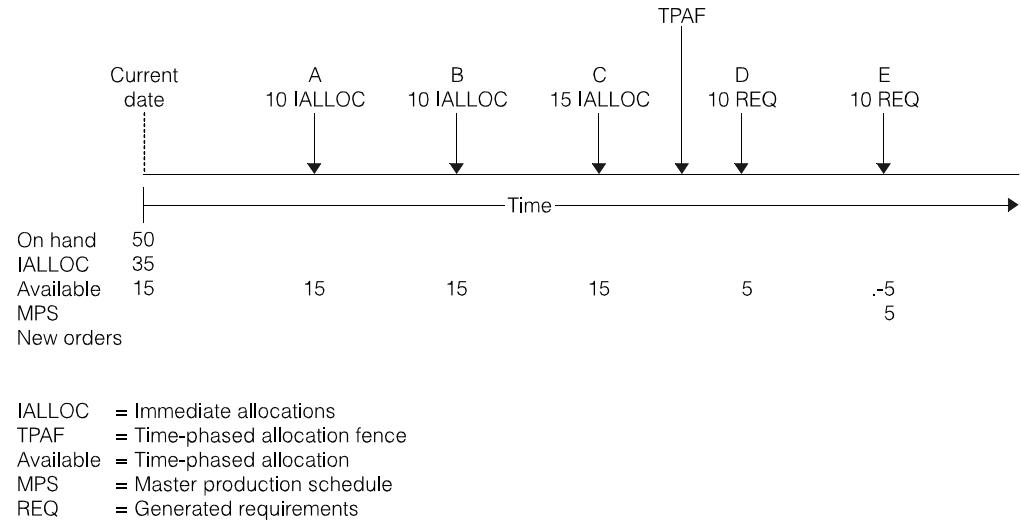 TPAF
Current date A B C D E
10 IALLOC 10 IALLOC 15 IALLOC 10 REQ 10 REQ
Time
On hand 50
IALLOC 35
Available 15 15 15 15 5 .-5
MPS 5
New orders
IALLOC = Immediate allocations
TPAF = Time-phased allocation fence
Available = Time-phased allocation
MPS = Master production schedule
REQ = Generated requirements